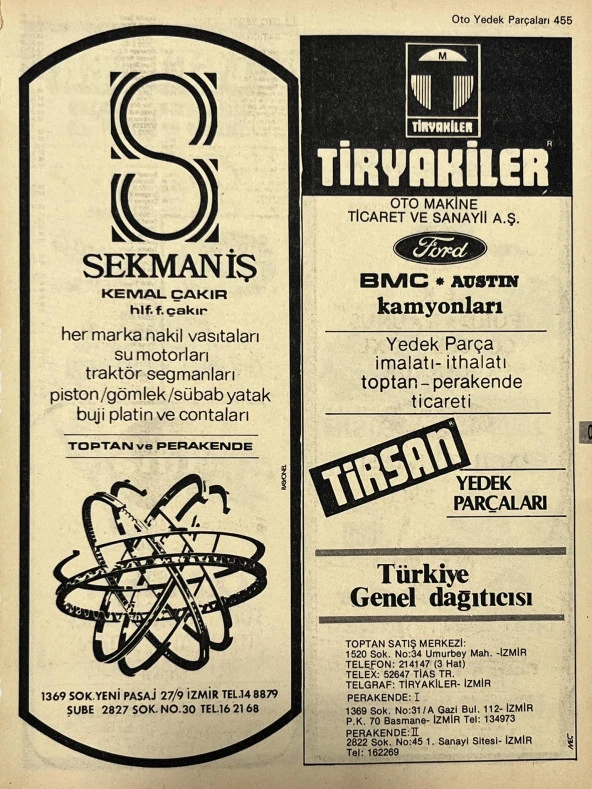 Oto Yedek Parçaları 455
SEKMAN İŞ
KEMAL ÇAKIR
hlf. f. çakır
her marka nakil vasıtaları
su motorları
traktör segmanları
piston/gömlek/sübab yatak
buji platin ve contaları
TOPTAN ve PERAKENDE
1369 SOK.YENİ PASAJ 27/9 İZMİR TEL.14 8879
ŞUBE 2827 SOK. NO.30 TEL.16 21 68
M
TİRYAKİLER
TİRYAKİLER R
OTO MAKİNE
TİCARET VE SANAYİİ A.Ş.
Ford
BMC * AUSTIN
kamyonları
Yedek Parça
imalatı-ithalatı
toptan-perakende
ticareti
TİRSAN R
YEDEK
PARÇALARI
Türkiye
Genel dağıtıcısı
TOPTAN SATIŞ MERKEZİ:
1520 Sok. No:34 Umurbey Mah. -İZMİR
TELEFON: 214147 (3 Hat)
TELEX: 52647 TİAS TR.
TELGRAF: TİRYAKİLER- İZMİR
PERAKENDE: I
1369 Sok. No:31/A Gazi Bul. 112- İZMİR
P.K. 70 Basmane- İZMİR Tel: 134973
PERAKENDE: II
2822 Sok. No:45 1. Sanayi Sitesi- İZMİR
Tel: 162269